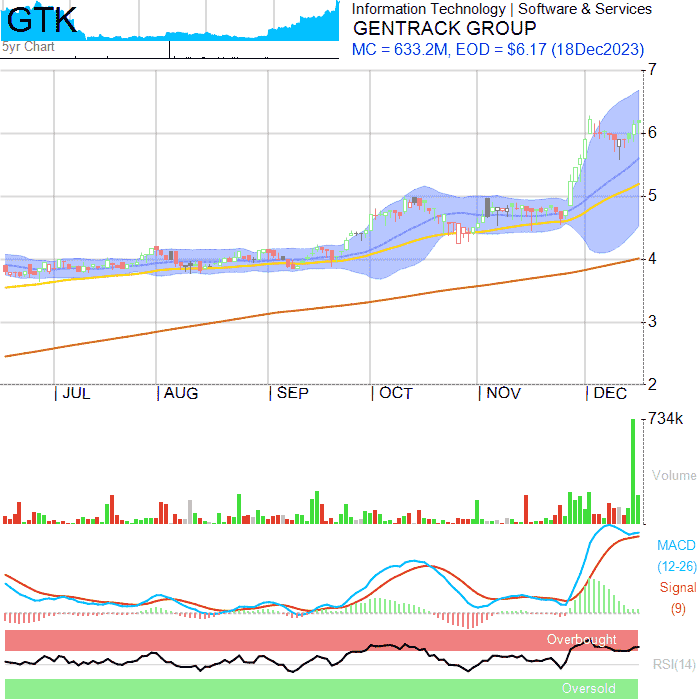 GTK
5yr Chart
Information Technology | Software & Services
GENTRACK GROUP
MC = 633.2M, EOD = $6.17 (18Dec2023)
7
6
5
4
3
2
JUL AUG SEP OCT NOV DEC
734k
Volume
MACD
(12-26)
Signal
(9)
Overbought
RSI(14)
Oversold